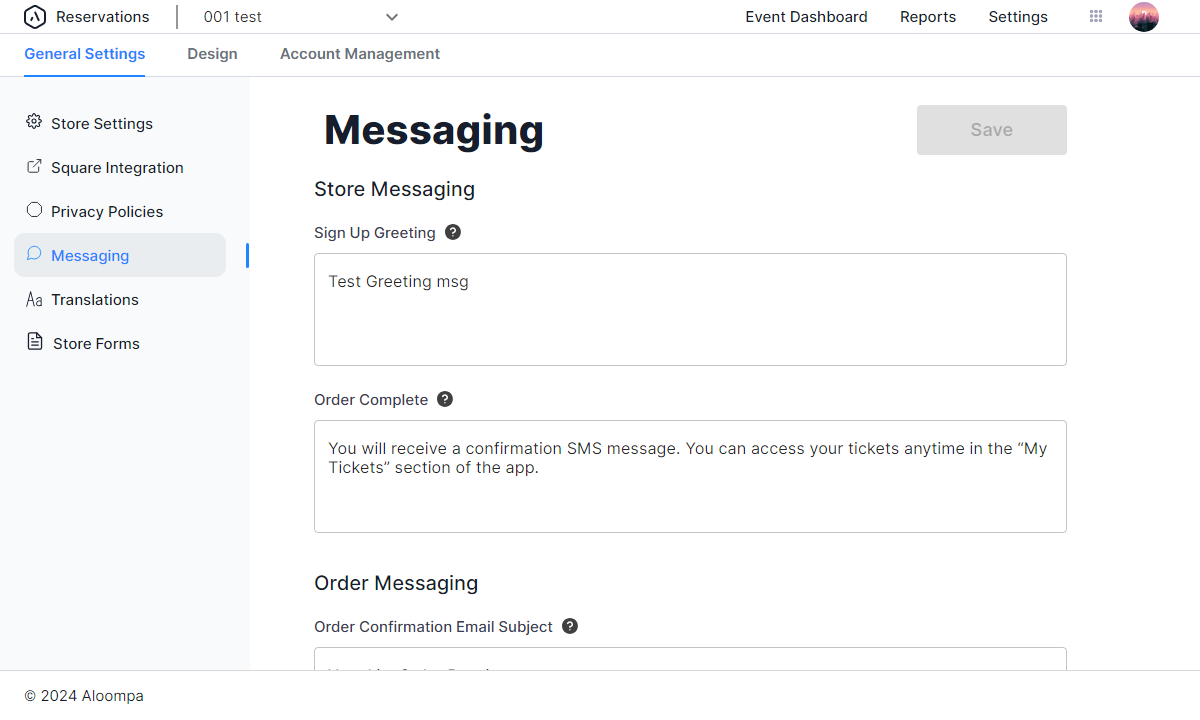 Reservations
001 test
Event Dashboard
Reports
Settings
General Settings
Design
Account Management
Store Settings
Square Integration
Privacy Policies
Messaging
Aa Translations
Store Forms
Messaging
Save
Store Messaging
Sign Up Greeting ?
Test Greeting msg
Order Complete ?
You will receive a confirmation SMS message. You can access your tickets anytime in the “My
Tickets” section of the app.
Order Messaging
Order Confirmation Email Subject ?
© 2024 Aloompa